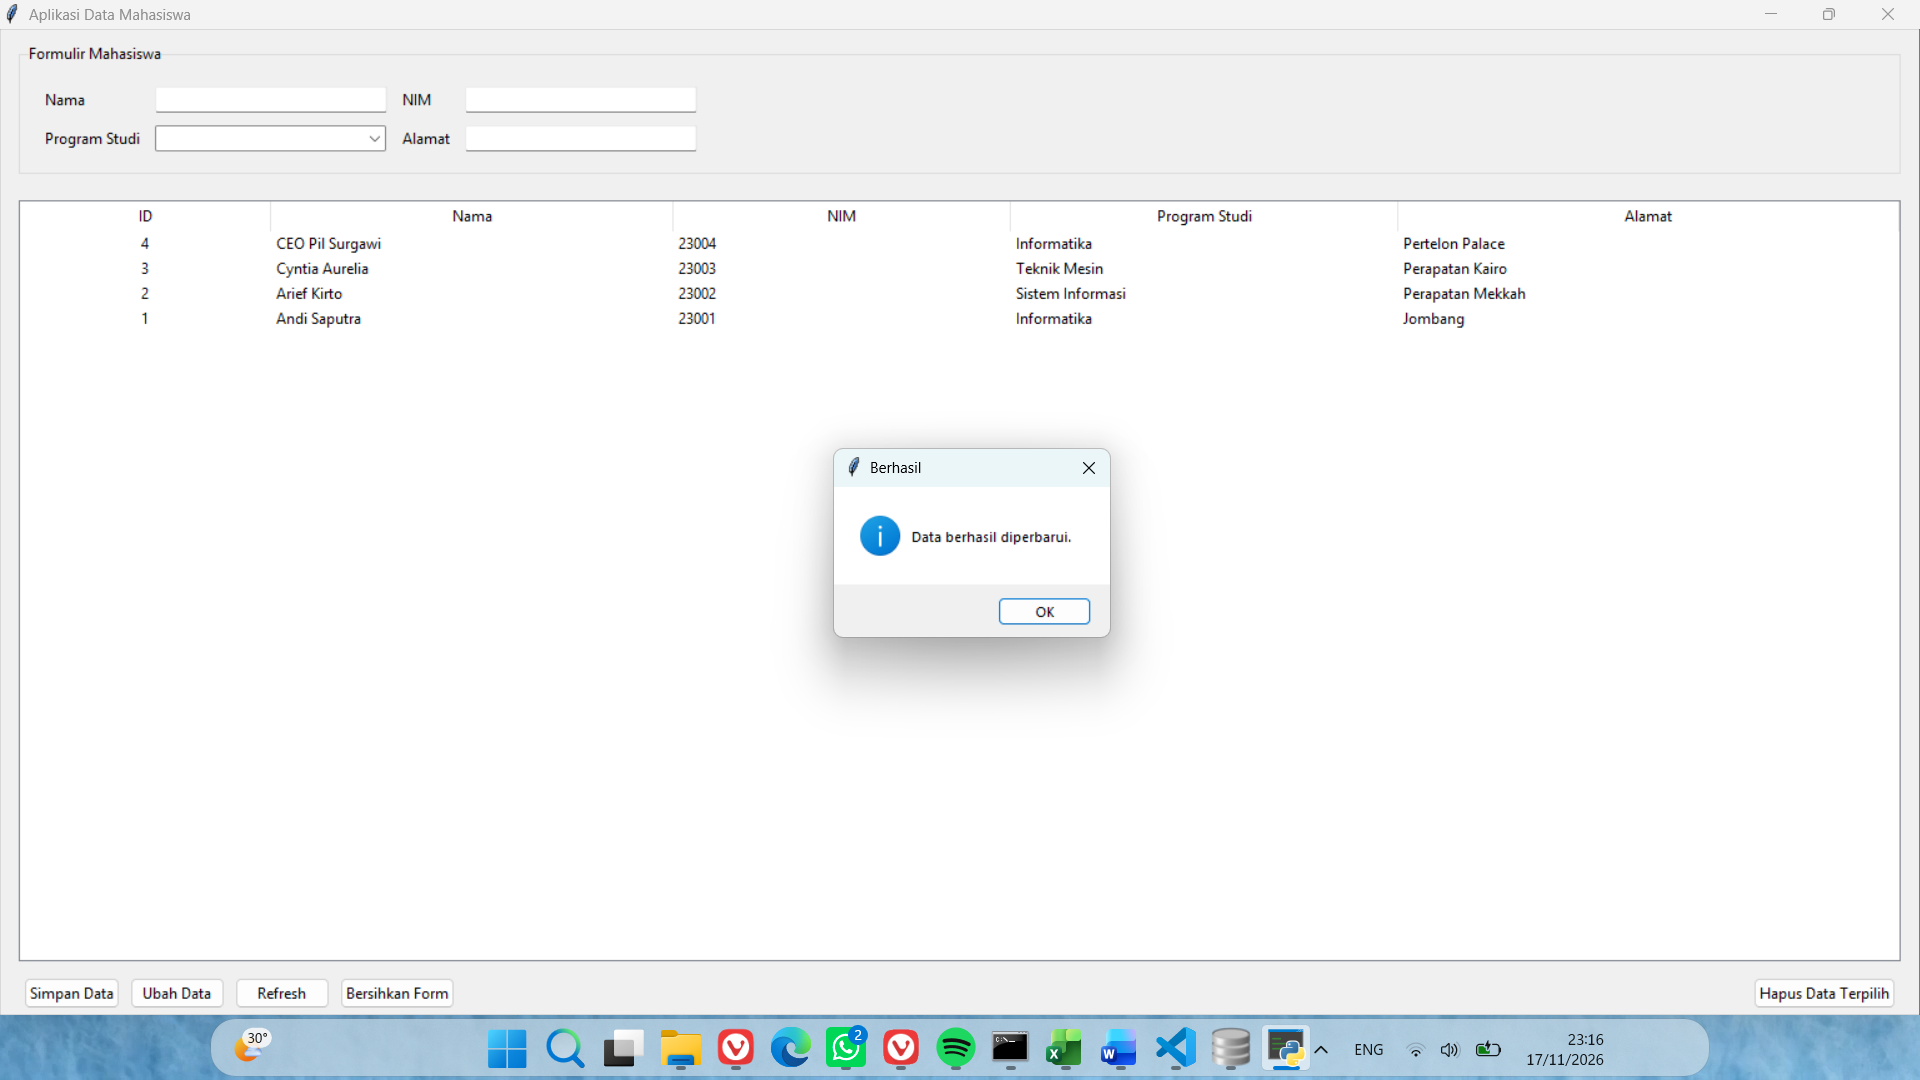 Aplikasi Data Mahasiswa
Formulir Mahasiswa
Nama NIM
Program Studi Alamat
ID Nama NIM Program Studi Alamat
4 CEO Pil Surgawi 23004 Informatika Pertelon Palace
3 Cyntia Aurelia 23003 Teknik Mesin Perapatan Kairo
2 Arief Kirto 23002 Sistem Informasi Perapatan Mekkah
1 Andi Saputra 23001 Informatika Jombang
Berhasil
Data berhasil diperbarui.
OK
Simpan Data Ubah Data Refresh Bersihkan Form Hapus Data Terpilih
30° 2 ENG 23:16
17/11/2026